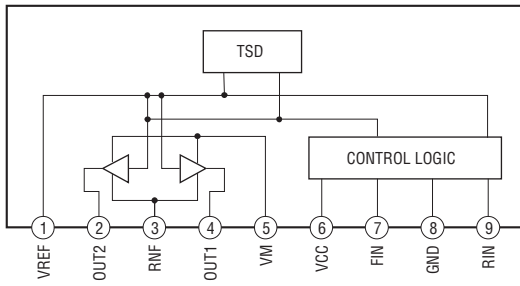 TSD
CONTROL LOGIC
1 2 3 4 5 6 7 8 9
VREF OUT2 RNF OUT1 VM VCC FIN GND RIN